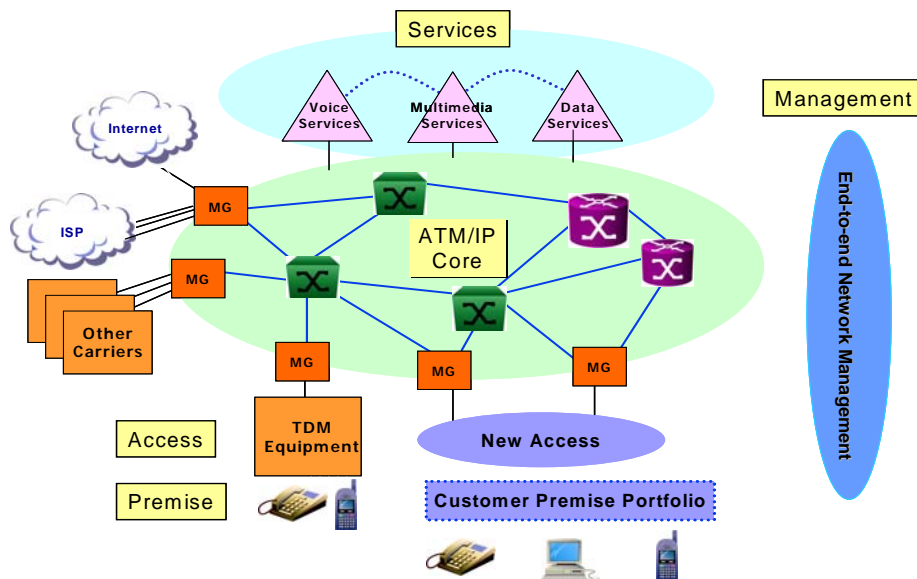 Services
Voice
Services
Multimedia
Services
Data
Services
Management
Internet
ISP
MG
MG
Other
Carriers
ATM/IP
Core
MG
MG
MG
TDM
Equipment
New Access
Access
Premise
Customer Premise Portfolio
End-to-end Network Management